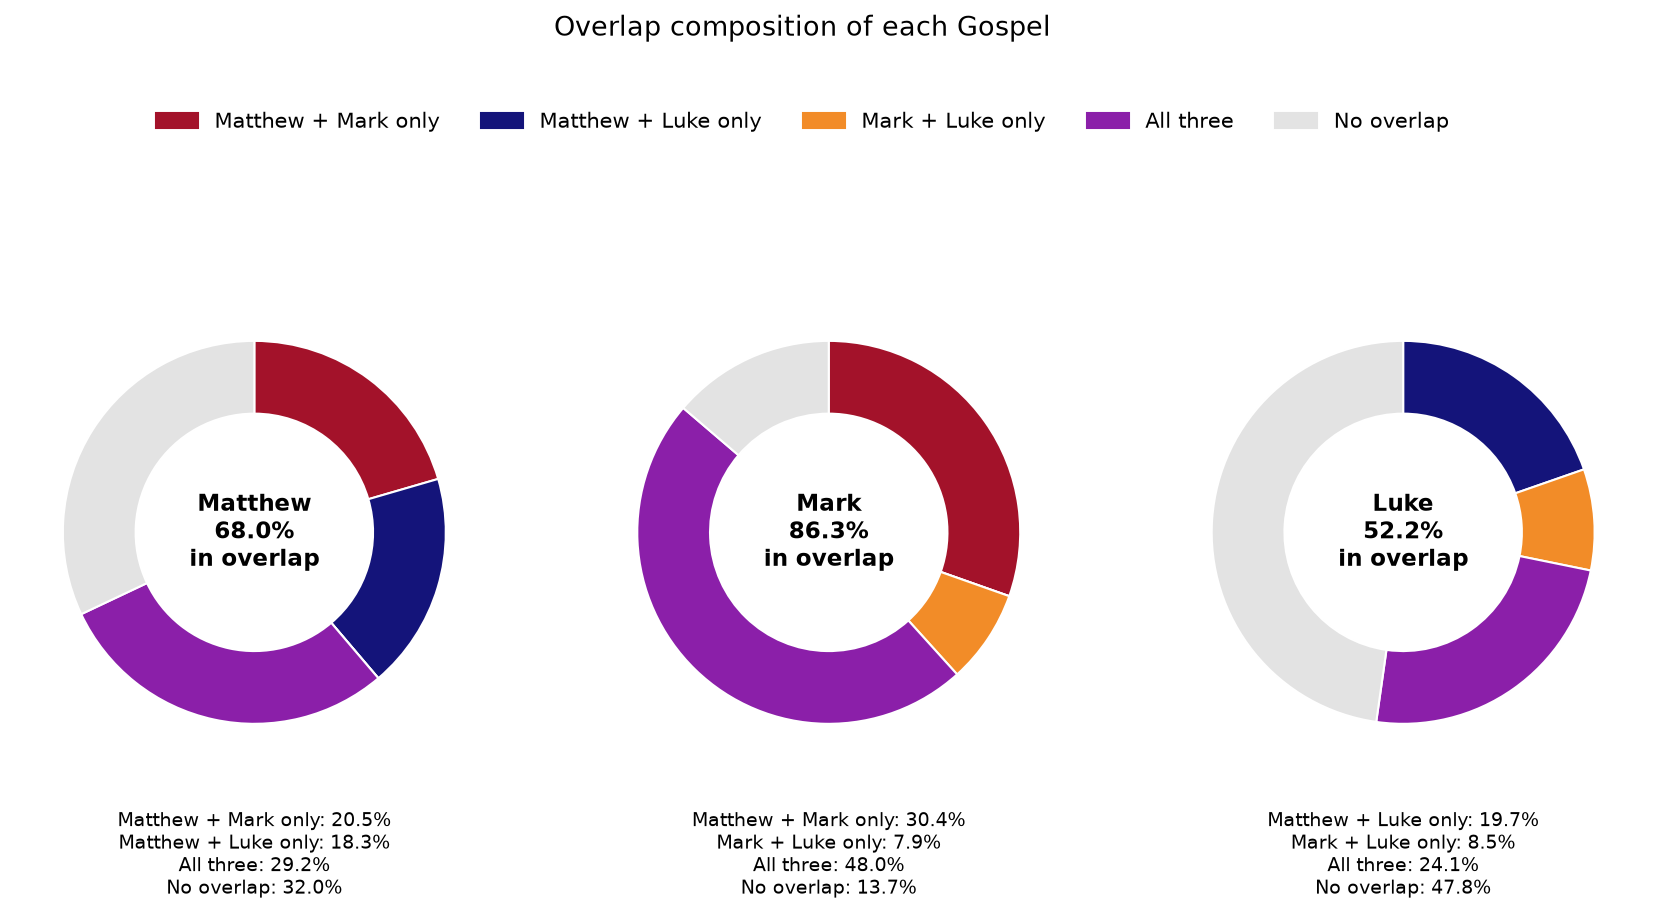 Overlap composition of each Gospel
Matthew + Mark only
Matthew + Luke only
Mark + Luke only
All three
No overlap
Matthew
68.0%
in overlap
Mark
86.3%
in overlap
Luke
52.2%
in overlap
Matthew + Mark only: 20.5%
Matthew + Luke only: 18.3%
All three: 29.2%
No overlap: 32.0%
Matthew + Mark only: 30.4%
Mark + Luke only: 7.9%
All three: 48.0%
No overlap: 13.7%
Matthew + Luke only: 19.7%
Mark + Luke only: 8.5%
All three: 24.1%
No overlap: 47.8%